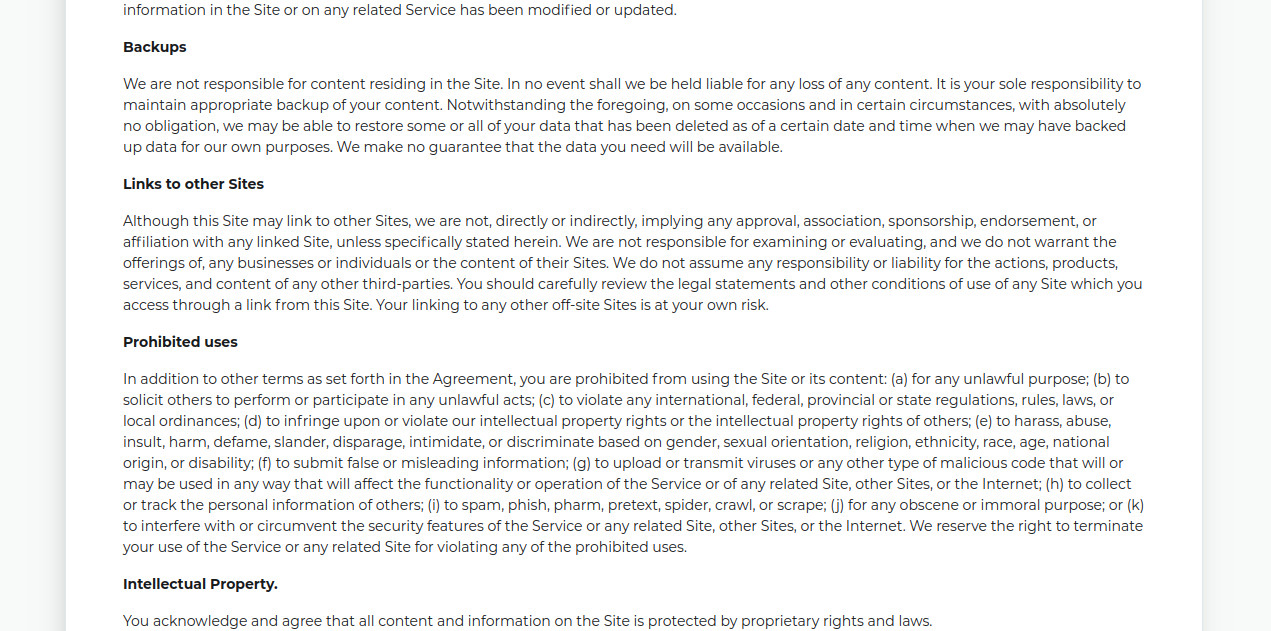 information in the Site or on any related Service has been modified or updated.
Backups
We are not responsible for content residing in the Site. In no event shall we be held liable for any loss of any content. It is your sole responsibility to
maintain appropriate backup of your content. Notwithstanding the foregoing, on some occasions and in certain circumstances, with absolutely
no obligation, we may be able to restore some or all of your data that has been deleted as of a certain date and time when we may have backed
up data for our own purposes. We make no guarantee that the data you need will be available.
Links to other Sites
Although this Site may link to other Sites, we are not, directly or indirectly, implying any approval, association, sponsorship, endorsement, or
affiliation with any linked Site, unless specifically stated herein. We are not responsible for examining or evaluating, and we do not warrant the
offerings of, any businesses or individuals or the content of their Sites. We do not assume any responsibility or liability for the actions, products,
services, and content of any other third-parties. You should carefully review the legal statements and other conditions of use of any Site which you
access through a link from this Site. Your linking to any other off-site Sites is at your own risk.
Prohibited uses
In addition to other terms as set forth in the Agreement, you are prohibited from using the Site or its content: (a) for any unlawful purpose; (b) to
solicit others to perform or participate in any unlawful acts; (c) to violate any international, federal, provincial or state regulations, rules, laws, or
local ordinances; (d) to infringe upon or violate our intellectual property rights or the intellectual property rights of others; (e) to harass, abuse,
insult, harm, defame, slander, disparage, intimidate, or discriminate based on gender, sexual orientation, religion, ethnicity, race, age, national
origin, or disability; (f) to submit false or misleading information; (g) to upload or transmit viruses or any other type of malicious code that will or
may be used in any way that will affect the functionality or operation of the Service or of any related Site, other Sites, or the Internet; (h) to collect
or track the personal information of others; (i) to spam, phish, pharm, pretext, spider, crawl, or scrape; (j) for any obscene or immoral purpose; or (k)
to interfere with or circumvent the security features of the Service or any related Site, other Sites, or the Internet. We reserve the right to terminate
your use of the Service or any related Site for violating any of the prohibited uses.
Intellectual Property.
You acknowledge and agree that all content and information on the Site is protected by proprietary rights and laws.